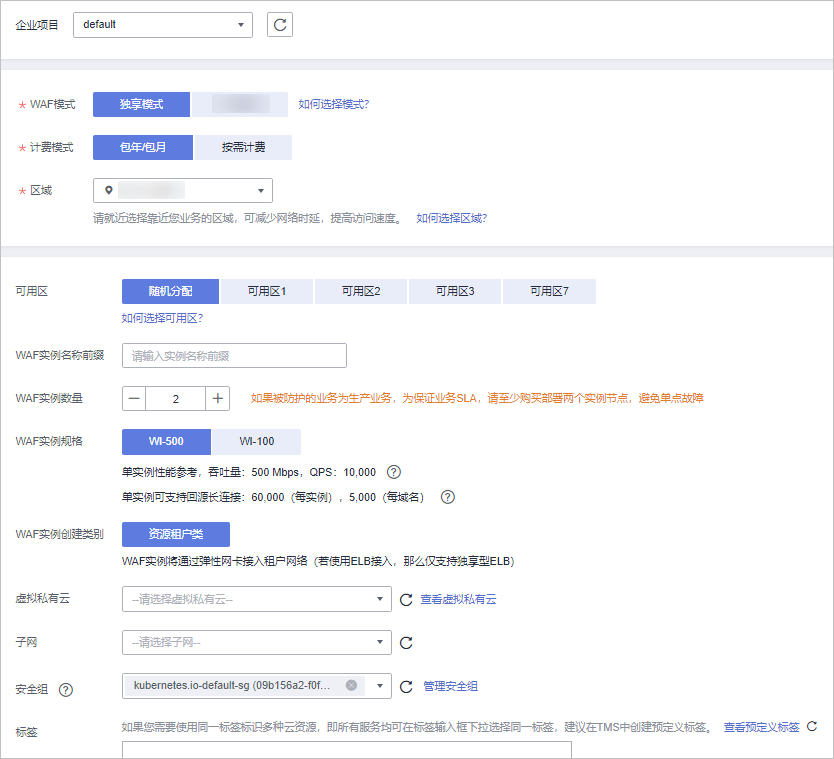 企业项目 default
WAF模式 独享模式 如何选择模式?
计费模式 包年/包月 按需计费
区域
请就近选择靠近您业务的区域，可减少网络时延，提高访问速度。 如何选择区域?
可用区 随机分配 可用区1 可用区2 可用区3 可用区7
如何选择可用区?
WAF实例名称前缀 请输入实例名称前缀
WAF实例数量 2 如果被防护的业务为生产业务，为保证业务SLA，请至少购买部署两个实例节点，避免单点故障
WAF实例规格 WI-500 WI-100
单实例性能参考，吞吐量：500 Mbps，QPS：10,000
单实例可支持回源长连接：60,000（每实例），5,000（每域名）
WAF实例创建类别 资源租户类
WAF实例将通过弹性网卡接入租户网络（若使用ELB接入，那么仅支持独享型ELB）
虚拟私有云 --请选择虚拟私有云-- 查看虚拟私有云
子网 --请选择子网--
安全组 kubernetes.io-default-sg (09b156a2-f0f... 管理安全组
标签 如果您需要使用同一标签标识多种云资源，即所有服务均可在标签输入框下拉选择同一标签，建议在TMS中创建预定义标签。 查看预定义标签